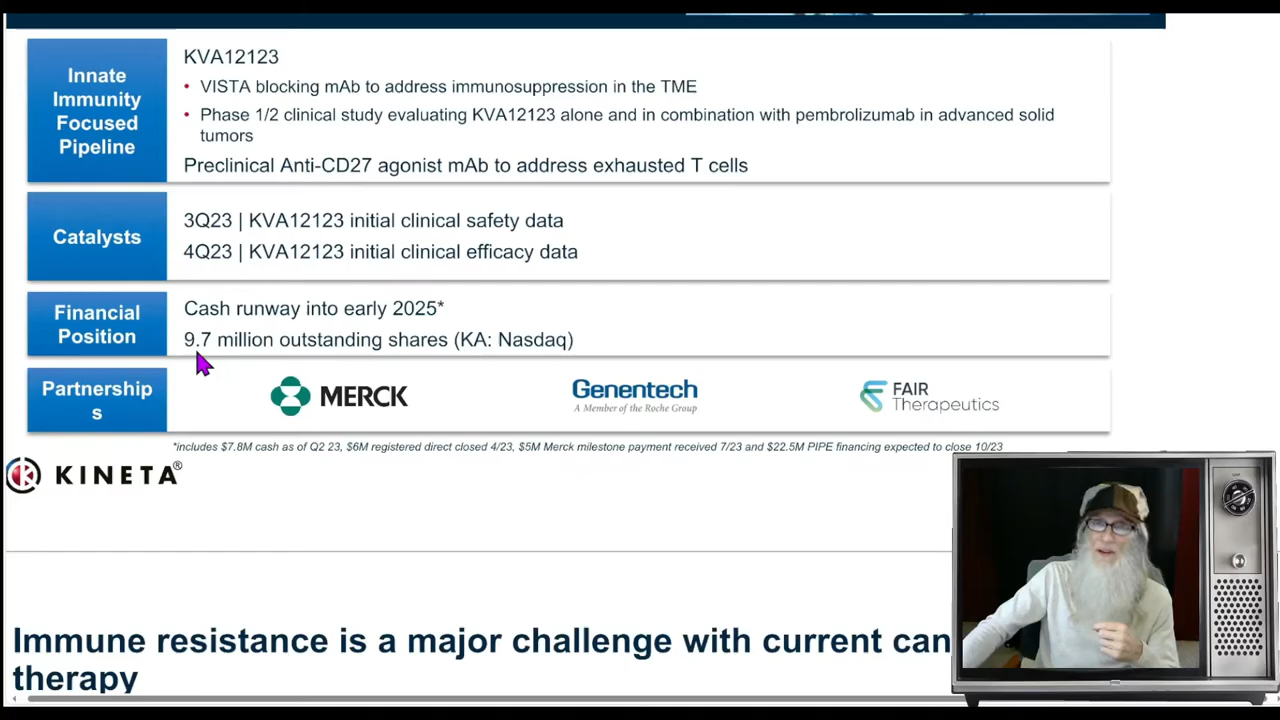 Innate
Immunity
Focused
Pipeline
KVA12123
• VISTA blocking mAb to address immunosuppression in the TME
• Phase 1/2 clinical study evaluating KVA12123 alone and in combination with pembrolizumab in advanced solid
tumors
Preclinical Anti-CD27 agonist mAb to address exhausted T cells
Catalysts
3Q23 | KVA12123 initial clinical safety data
4Q23 | KVA12123 initial clinical efficacy data
Financial
Position
Cash runway into early 2025*
9.7 million outstanding shares (KA: Nasdaq)
Partnership
s
MERCK
Genentech
A Member of the Roche Group
FAIR
Therapeutics
*includes $7.8M cash as of Q2 23, $6M registered direct closed 4/23, $5M Merck milestone payment received 7/23 and $22.5M PIPE financing expected to close 10/23
KINETA®
Immune resistance is a major challenge with current can
therapy